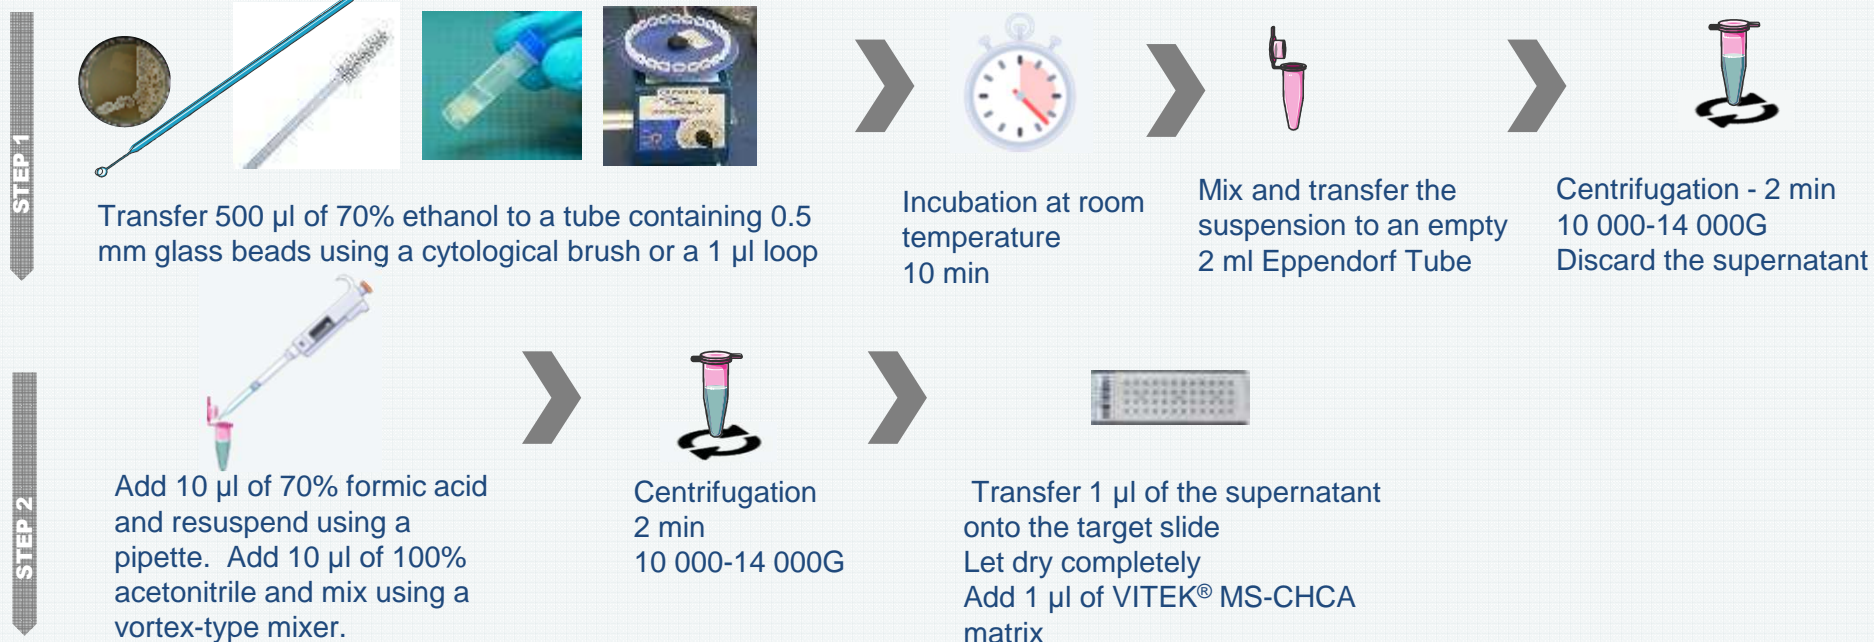 STEP 1
Transfer 500 µl of 70% ethanol to a tube containing 0.5
mm glass beads using a cytological brush or a 1 µl loop
Incubation at room
temperature
10 min
Mix and transfer the
suspension to an empty
2 ml Eppendorf Tube
Centrifugation - 2 min
10 000-14 000G
Discard the supernatant
STEP 2
Add 10 µl of 70% formic acid
and resuspend using a
pipette.  Add 10 µl of 100%
acetonitrile and mix using a
vortex-type mixer.
Centrifugation
2 min
10 000-14 000G
Transfer 1 µl of the supernatant
onto the target slide
Let dry completely
Add 1 µl of VITEK® MS-CHCA
matrix